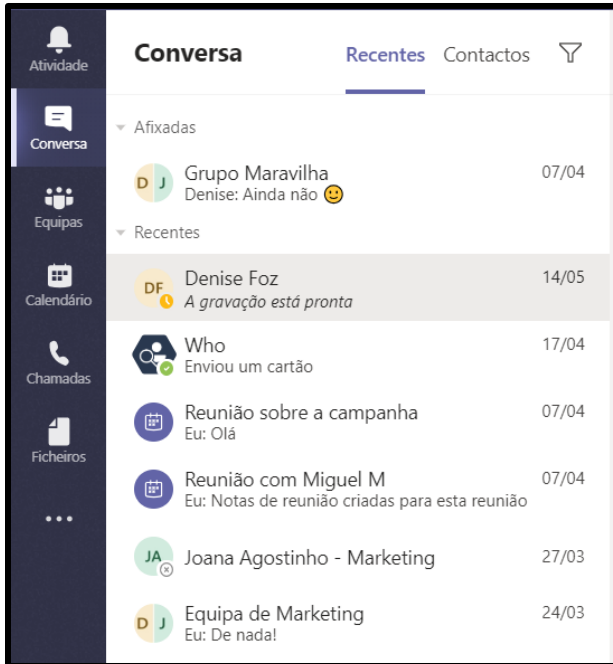 Atividade
Conversa
Equipas
Calendário
Chamadas
Ficheiros
Conversa Recentes Contactos
Afixadas
D J Grupo Maravilha 07/04
Denise: Ainda não
Recentes
DF Denise Foz 14/05
A gravação está pronta
Who 17/04
Enviou um cartão
Reunião sobre a campanha 07/04
Eu: Olá
Reunião com Miguel M 07/04
Eu: Notas de reunião criadas para esta reunião
JA Joana Agostinho - Marketing 27/03
D J Equipa de Marketing 24/03
Eu: De nada!